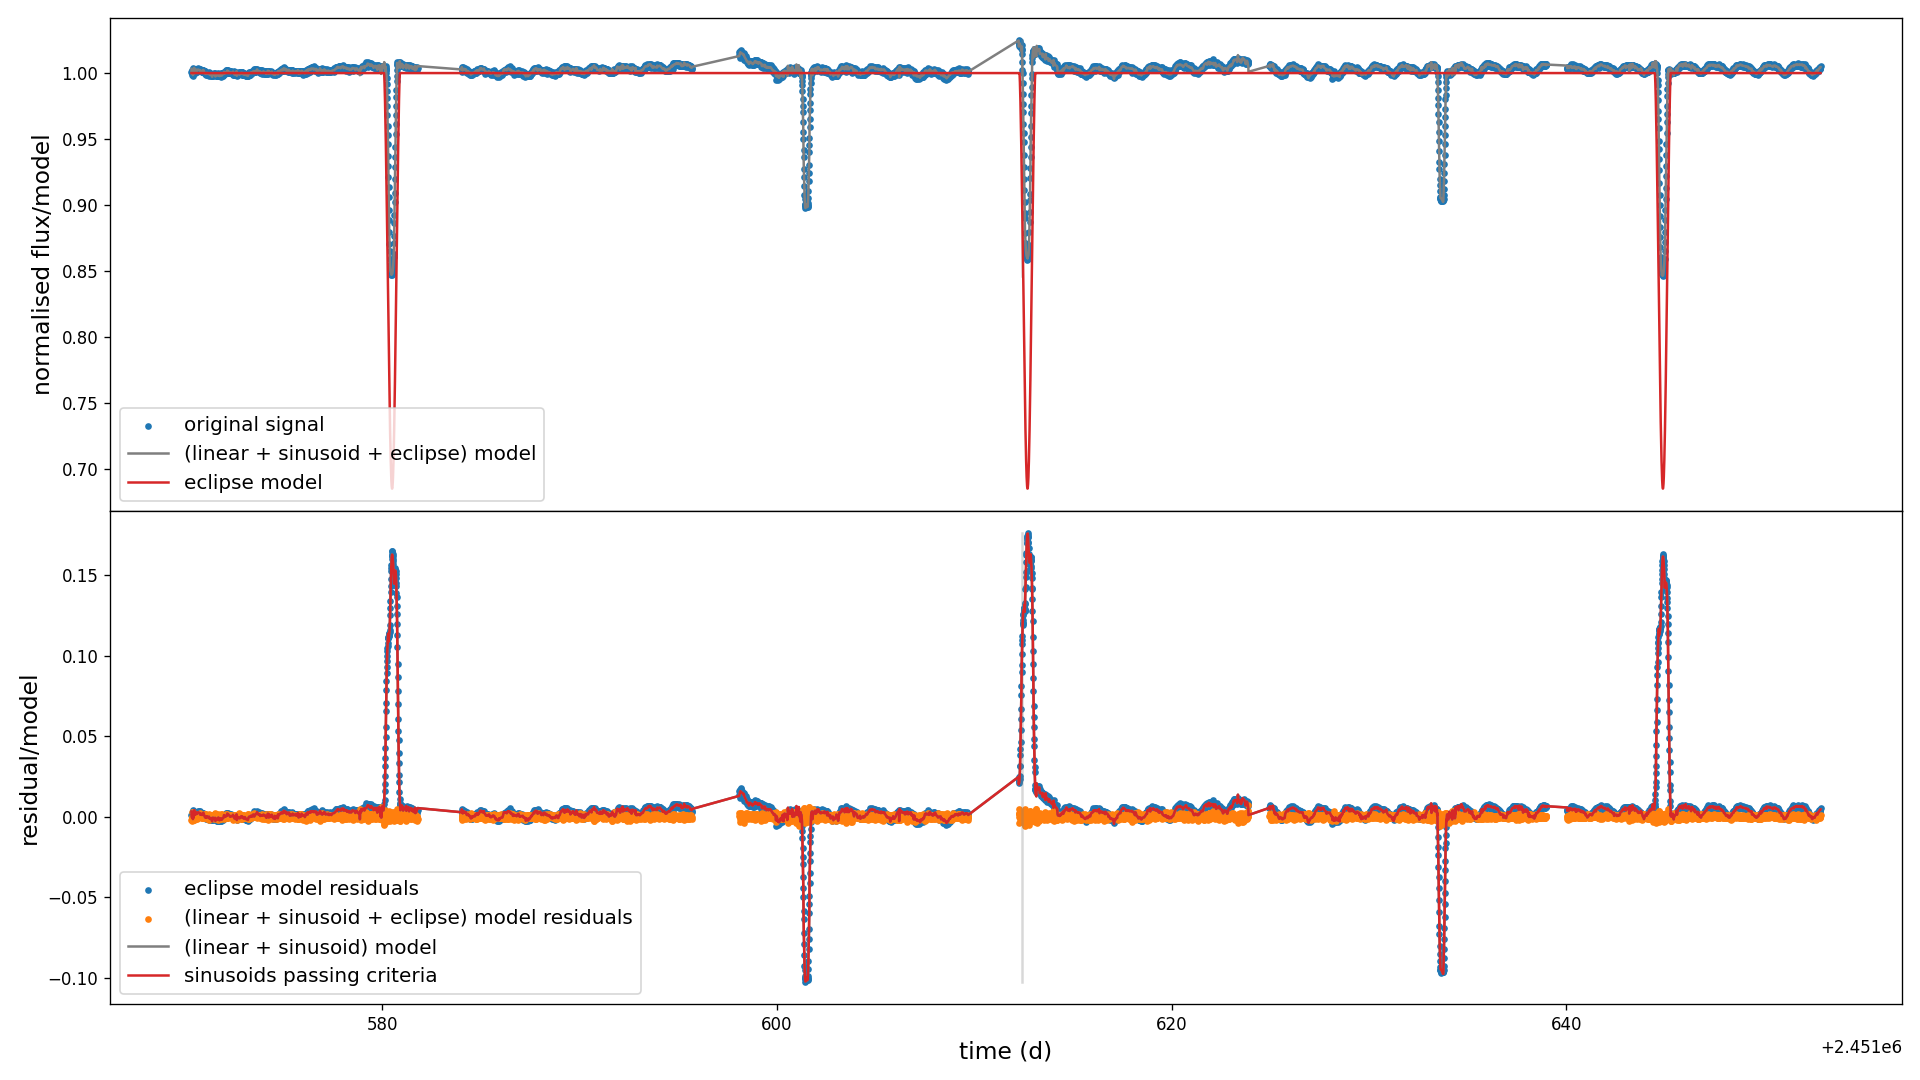 1.00
0.95
0.90
0.85
0.80
0.75
0.70
normalised flux/model
original signal
(linear + sinusoid + eclipse) model
eclipse model
0.15
0.10
0.05
0.00
−0.05
−0.10
residual/model
eclipse model residuals
(linear + sinusoid + eclipse) model residuals
(linear + sinusoid) model
sinusoids passing criteria
580
600
620
640
time (d)
+2.451e6